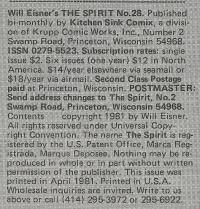 Will Eisner's THE SPIRIT No.28. Published
bi-monthly by Kitchen Sink Comix, a divisi-
on of Krupp Comic Works, Inc., Number 2
Swamp Road, Princeton, Wisconsin 54968.
ISSN 0279-5523. Subscription rates: single
issue $2. Six issues (one year) $12 in North
America. $14/year elsewhere via seamail or
$18/year via airmail. Second Class Postage
paid at Princeton, Wisconsin. POSTMASTER:
Send address changes to The Spirit, No.2
Swamp Road, Princeton, Wisconsin 54968.
Contents copyright 1981 by Will Eisner.
All rights reserved under Universal Copy-
right Convention. The name The Spirit is reg-
istered by the U.S. Patent Office, Marca Reg-
istrada, Marque Deposee. Nothing may be re-
produced in whole or in part without written
permission of the publisher. This issue was
printed in April 1981. Printed in U.S.A.
Wholesale inquiries are invited. Write to us
above or call (414) 295-3972 or 295-6922.